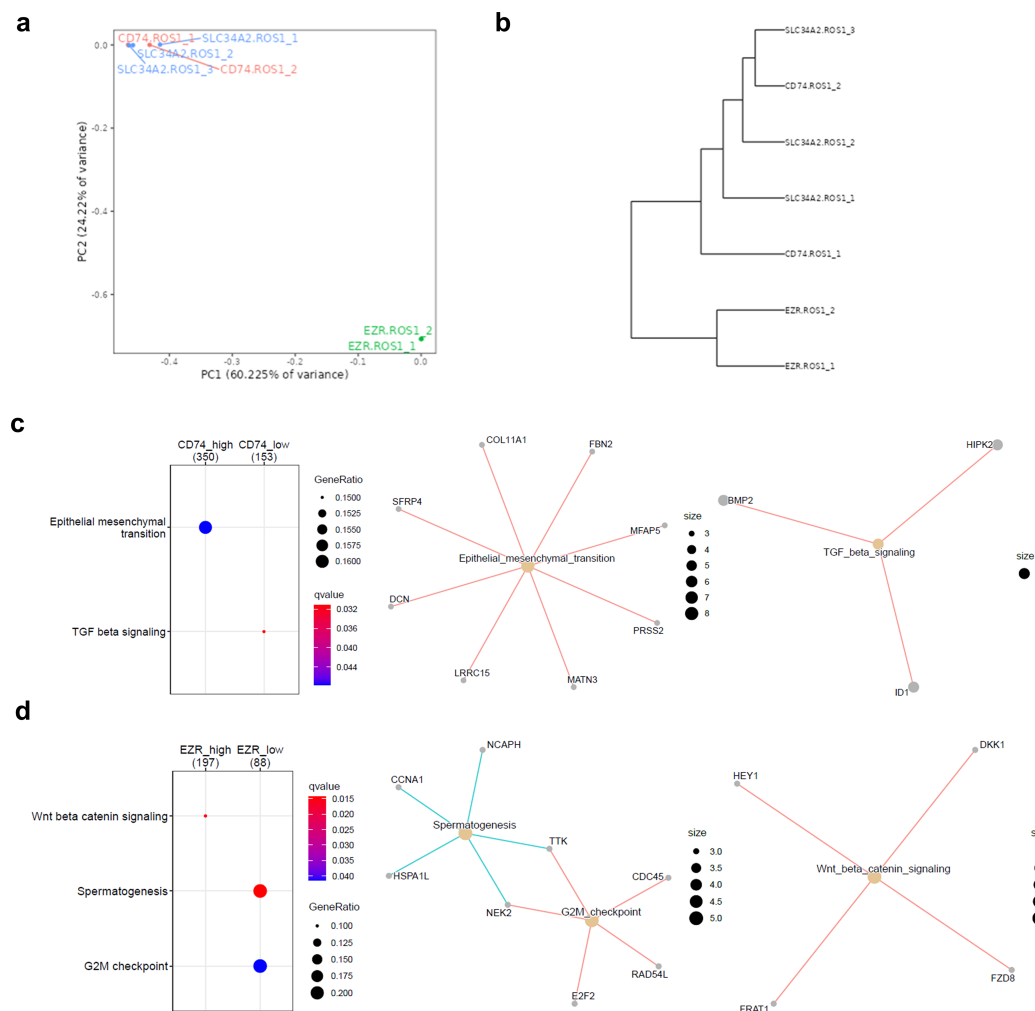 a
CD74.ROS1_1
SLC34A2.ROS1_1
SLC34A2.ROS1_2
SLC34A2.ROS1_3
CD74.ROS1_2
EZR.ROS1_2
EZR.ROS1_1
0.0
-0.2
-0.4
-0.6
PC2 (24.22% of variance)
-0.4
-0.3
-0.2
-0.1
0.0
PC1 (60.225% of variance)
b
SLC34A2.ROS1_3
CD74.ROS1_2
SLC34A2.ROS1_2
SLC34A2.ROS1_1
CD74.ROS1_1
EZR.ROS1_2
EZR.ROS1_1
c
CD74_high
(350)
CD74_low
(153)
Epithelial mesenchymal
transition
TGF beta signaling
GeneRatio
0.1500
0.1525
0.1550
0.1575
0.1600
qvalue
0.032
0.036
0.040
0.044
COL11A1
FBN2
SFRP4
MFAP5
Epithelial_mesenchymal_transition
DCN
PRSS2
LRRC15
MATN3
size
3
4
5
6
7
8
HIPK2
BMP2
TGF_beta_signaling
ID1
size
d
EZR_high
(197)
EZR_low
(88)
Wnt beta catenin signaling
Spermatogenesis
G2M checkpoint
qvalue
0.015
0.020
0.025
0.030
0.035
0.040
GeneRatio
0.100
0.125
0.150
0.175
0.200
NCAPH
CCNA1
Spermatogenesis
TTK
HSPA1L
CDC45
NEK2
G2M_checkpoint
RAD54L
E2F2
size
3.0
3.5
4.0
4.5
5.0
DKK1
HEY1
Wnt_beta_catenin_signaling
FZD8
FRAT1